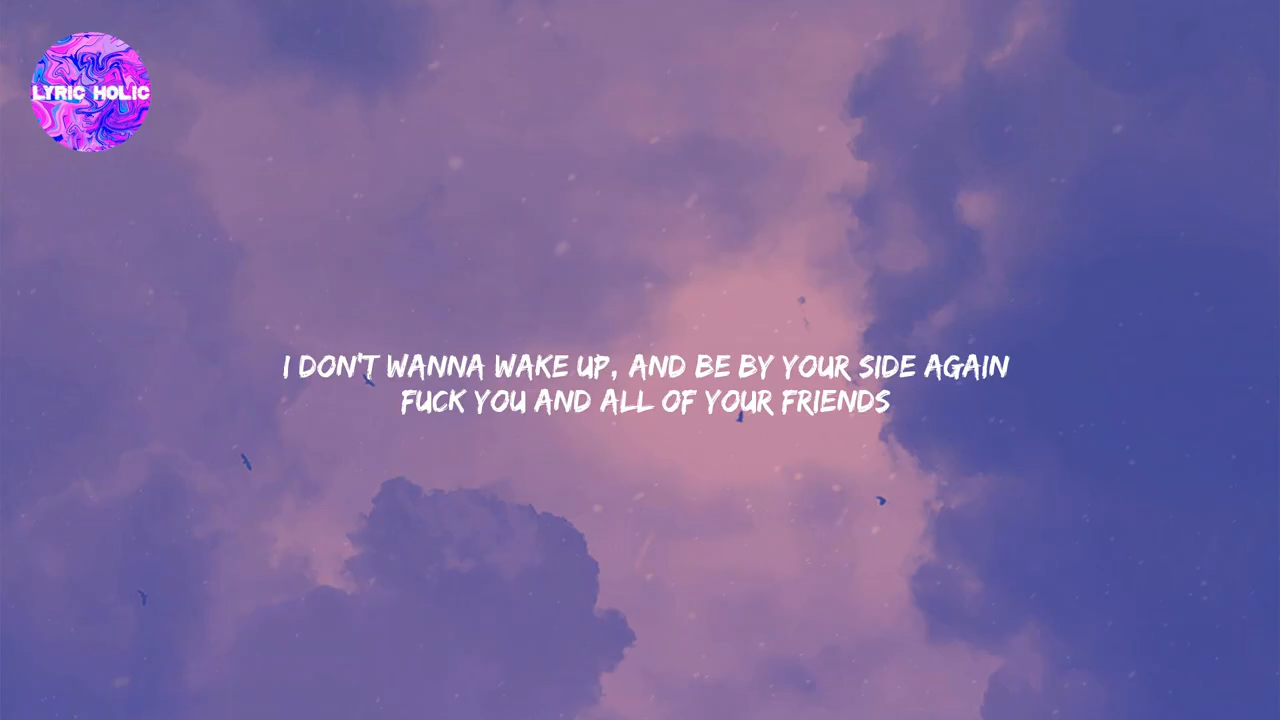 LYRIC HOLIC
I DON'T WANNA WAKE UP, AND BE BY YOUR SIDE AGAIN
FUCK YOU AND ALL OF YOUR FRIENDS